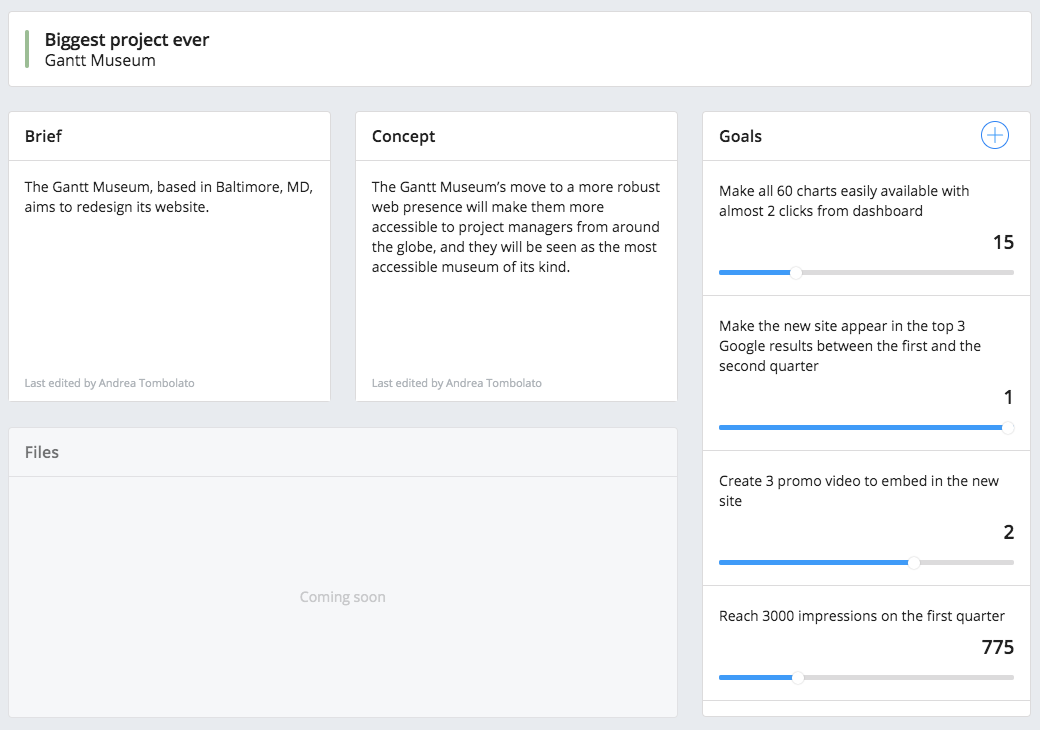 Biggest project ever
Gantt Museum
Brief
The Gantt Museum, based in Baltimore, MD,
aims to redesign its website.
Last edited by Andrea Tombolato
Concept
The Gantt Museum’s move to a more robust
web presence will make them more
accessible to project managers from around
the globe, and they will be seen as the most
accessible museum of its kind.
Last edited by Andrea Tombolato
Files
Coming soon
Goals
Make all 60 charts easily available with
almost 2 clicks from dashboard
15
Make the new site appear in the top 3
Google results between the first and the
second quarter
1
Create 3 promo video to embed in the new
site
2
Reach 3000 impressions on the first quarter
775